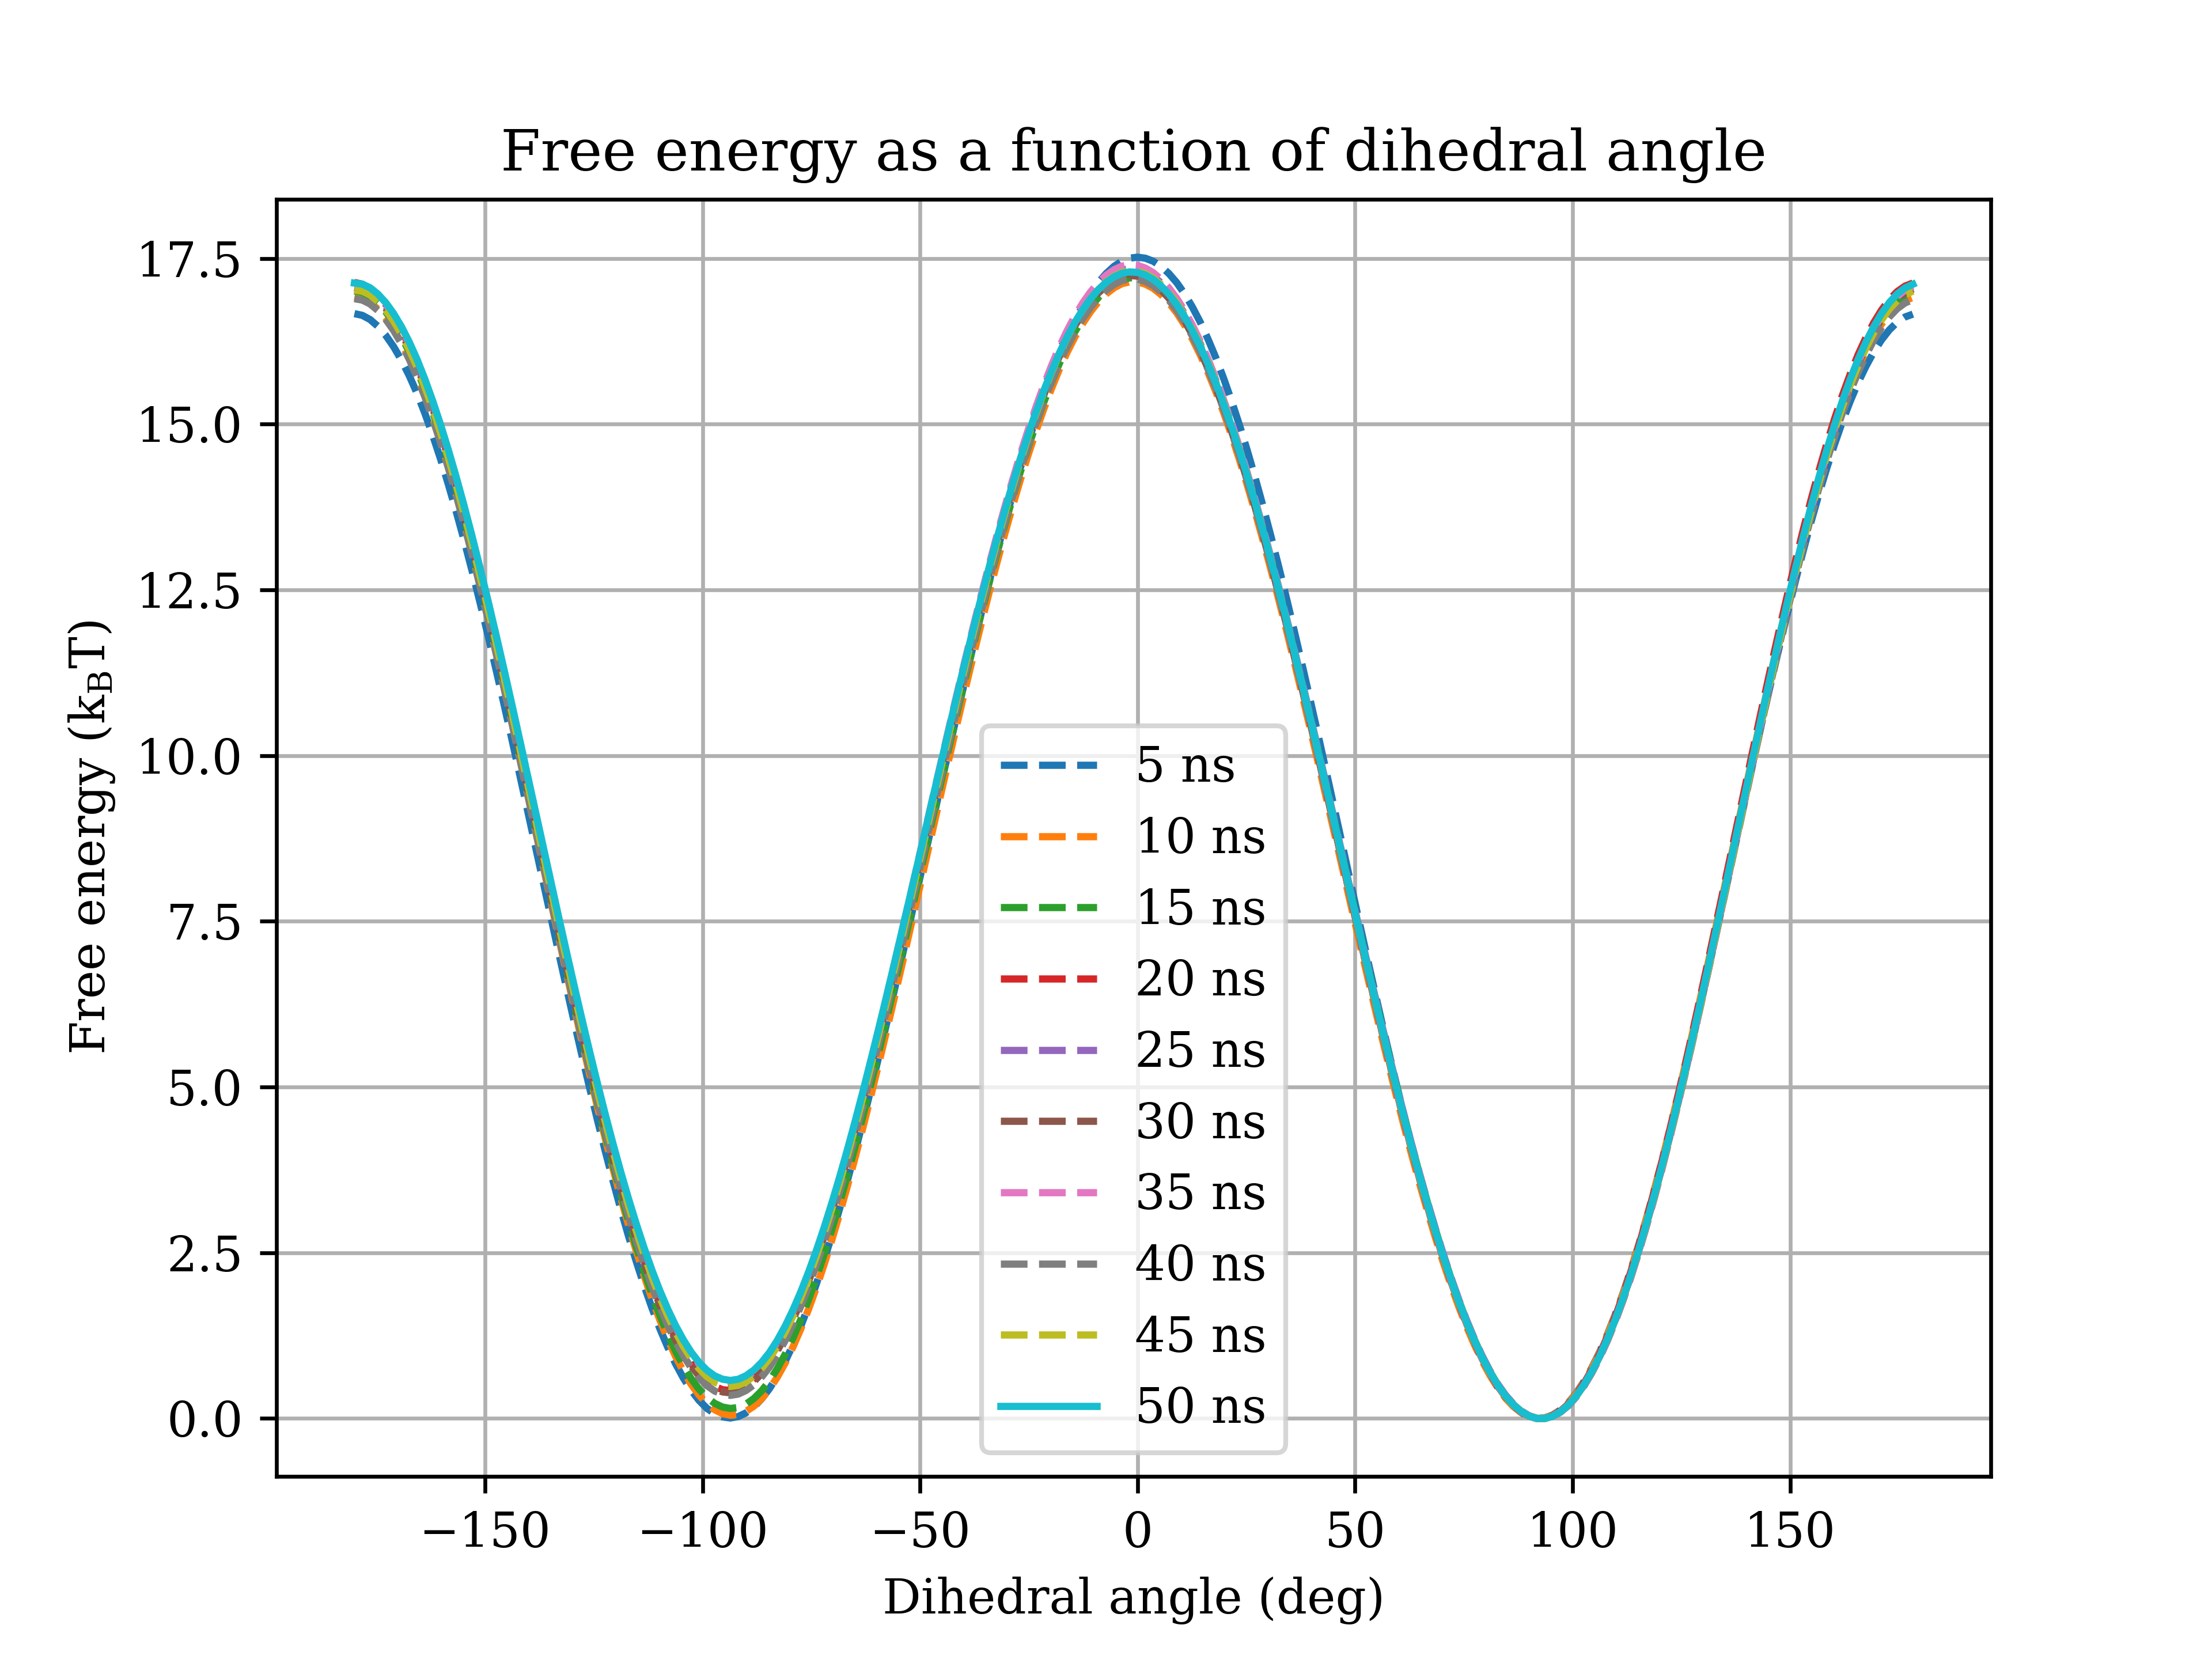 Free energy as a function of dihedral angle
Free energy (k_BT)
17.5
15.0
12.5
10.0
7.5
5.0
2.5
0.0
5 ns
10 ns
15 ns
20 ns
25 ns
30 ns
35 ns
40 ns
45 ns
50 ns
−150 −100 −50 0 50 100 150
Dihedral angle (deg)